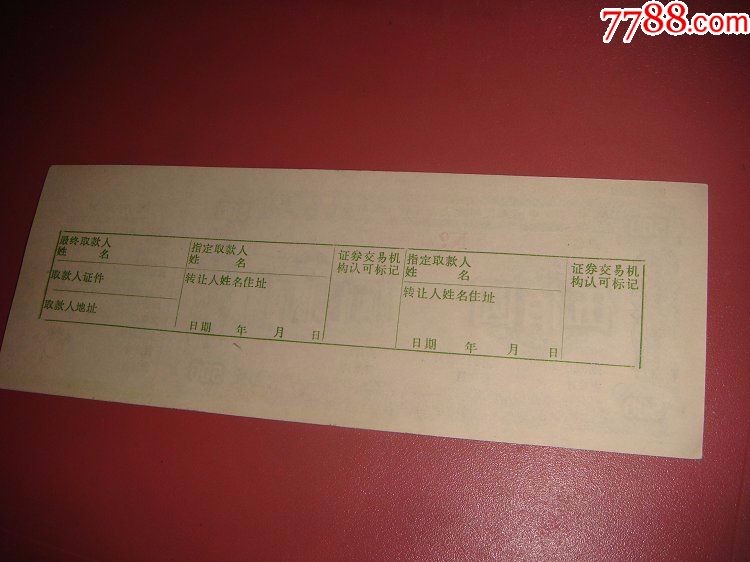 7788.com
最终取款人
姓 名
取款人证件
取款人地址
指定取款人
姓 名
转让人姓名住址
日期 年 月 日
证券交易机
构认可标记
指定取款人
姓 名
转让人姓名住址
日期 年 月 日
证券交易机
构认可标记